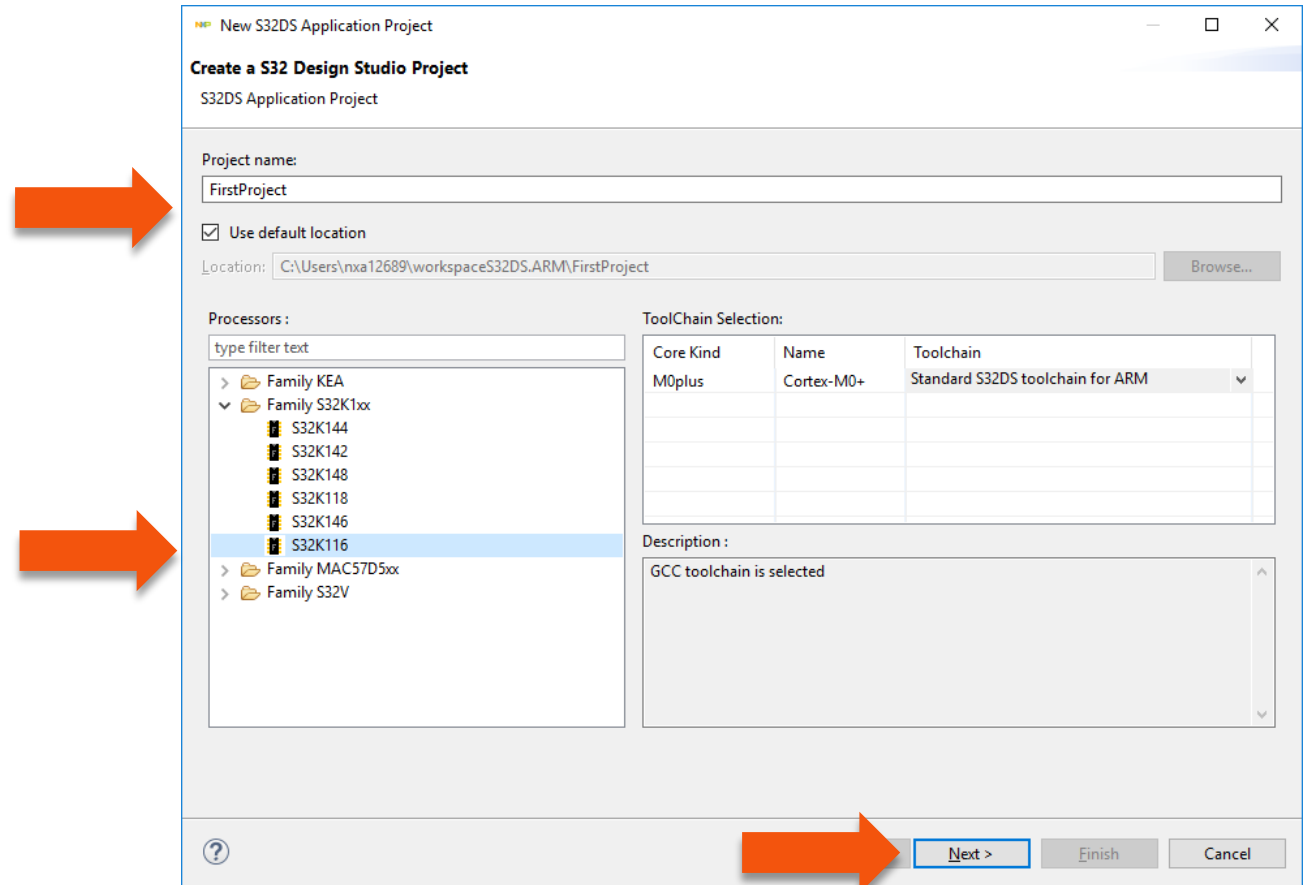 New S32DS Application Project
Create a S32 Design Studio Project
S32DS Application Project
Project name:
FirstProject
Use default location
Location: C:\Users\nxa12689\workspaceS32DS.ARM\FirstProject Browse...
Processors :
type filter text
Family KEA
Family S32K1xx
S32K144
S32K142
S32K148
S32K118
S32K146
S32K116
Family MAC57D5xx
Family S32V
ToolChain Selection:
Core Kind Name Toolchain
M0plus Cortex-M0+ Standard S32DS toolchain for ARM
Description :
GCC toolchain is selected
? Next > Finish Cancel